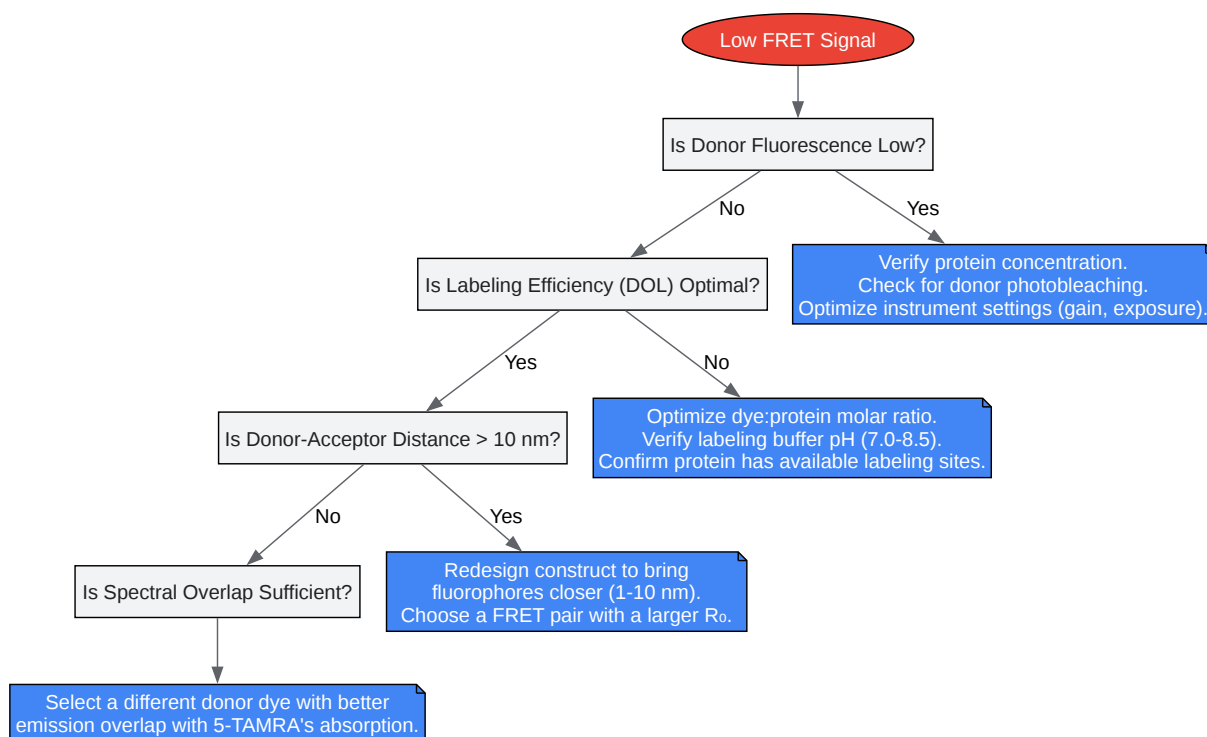 Low FRET Signal
Is Donor Fluorescence Low?
No
Yes
Verify protein concentration.
Check for donor photobleaching.
Optimize instrument settings (gain, exposure).
Is Labeling Efficiency (DOL) Optimal?
Yes
No
Optimize dye:protein molar ratio.
Verify labeling buffer pH (7.0-8.5).
Confirm protein has available labeling sites.
Is Donor-Acceptor Distance > 10 nm?
No
Yes
Redesign construct to bring
fluorophores closer (1-10 nm).
Choose a FRET pair with a larger R₀.
Is Spectral Overlap Sufficient?
Select a different donor dye with better
emission overlap with 5-TAMRA's absorption.